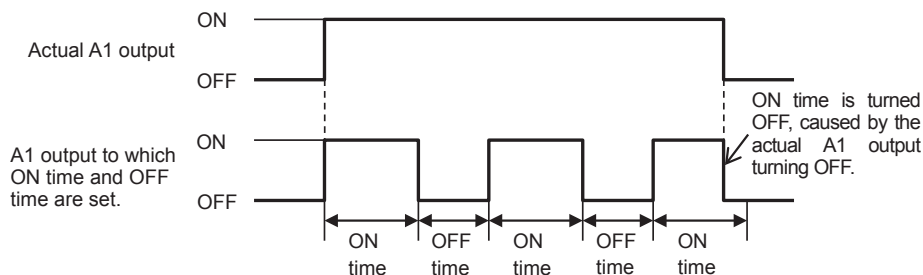 ON
Actual A1 output
OFF
ON time is turned
OFF, caused by the
actual A1 output
turning OFF.
ON
A1 output to which
ON time and OFF
time are set.
OFF
ON
time
OFF
time
ON
time
OFF
time
ON
time